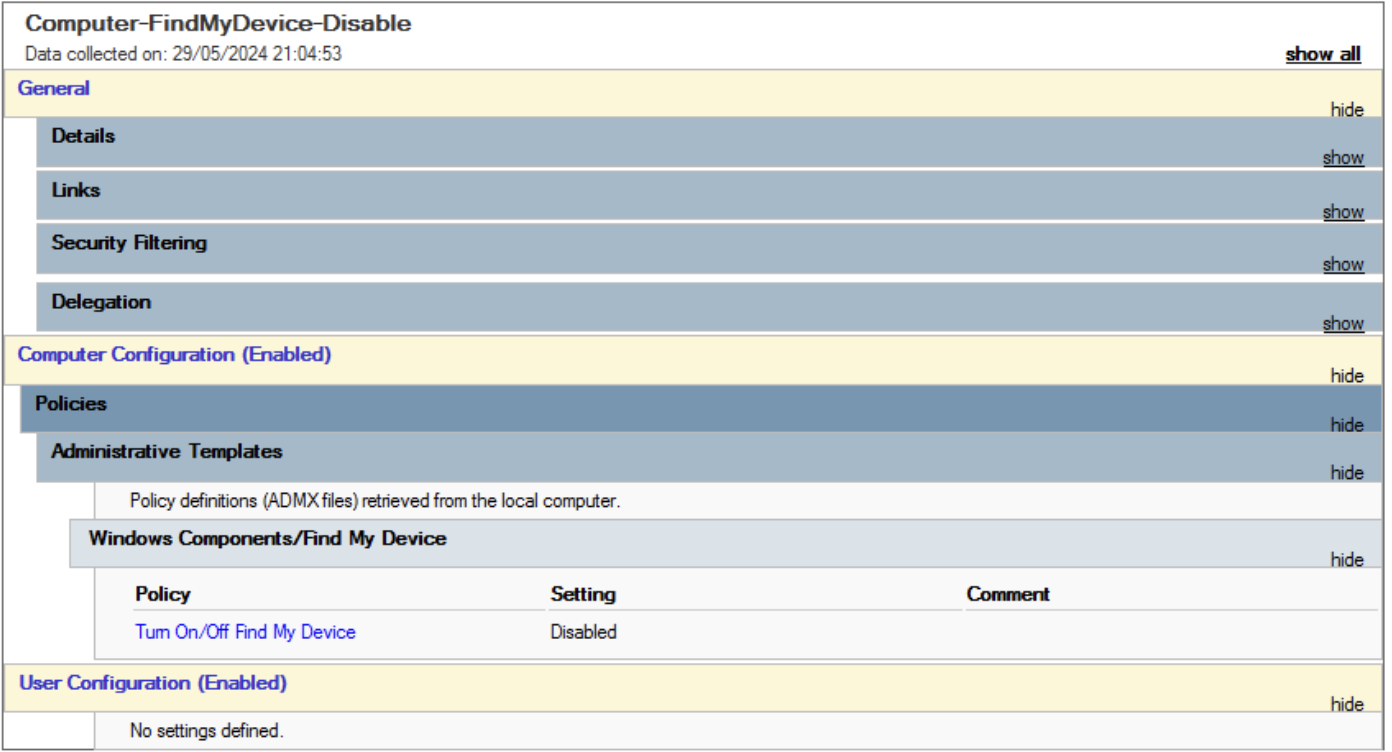 Computer-FindMyDevice-Disable
Data collected on: 29/05/2024 21:04:53 show all
General hide
Details show
Links show
Security Filtering show
Delegation show
Computer Configuration (Enabled) hide
Policies hide
Administrative Templates hide
Policy definitions (ADMX files) retrieved from the local computer.
Windows Components/Find My Device hide
Policy Setting Comment
Turn On/Off Find My Device Disabled
User Configuration (Enabled) hide
No settings defined.